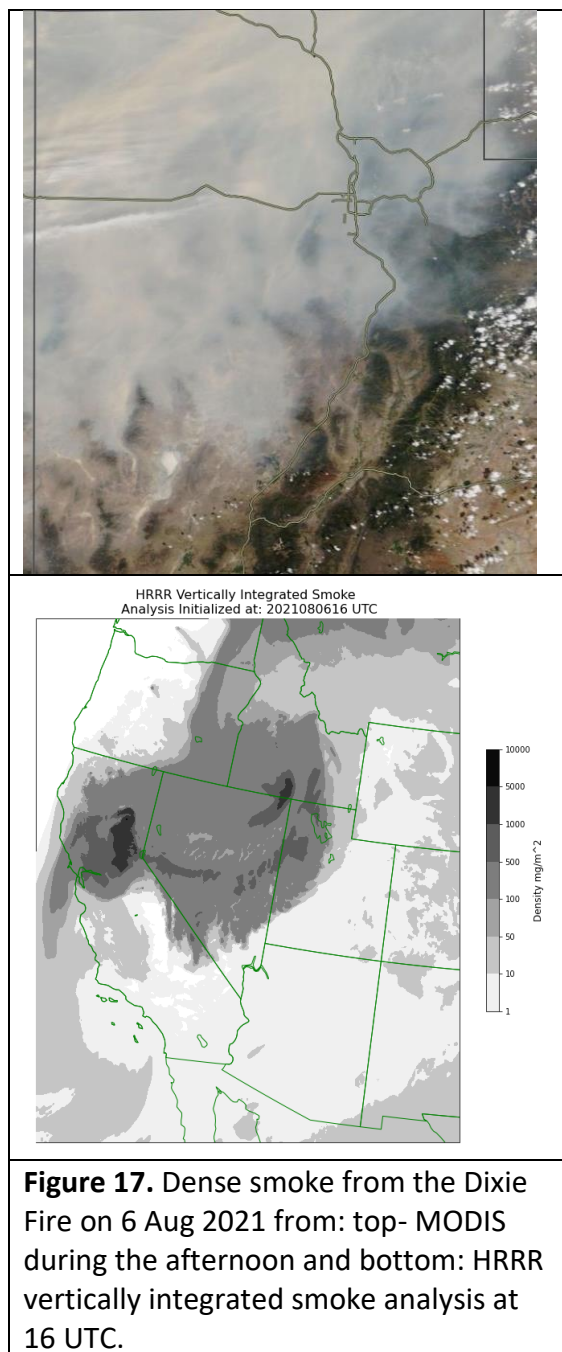 HRRR Vertically Integrated Smoke
Analysis Initialized at: 2021080616 UTC
10000
5000
1000
500
100
50
10
1
Density mg/m^2
Figure 17. Dense smoke from the Dixie
Fire on 6 Aug 2021 from: top- MODIS
during the afternoon and bottom: HRRR
vertically integrated smoke analysis at
16 UTC.